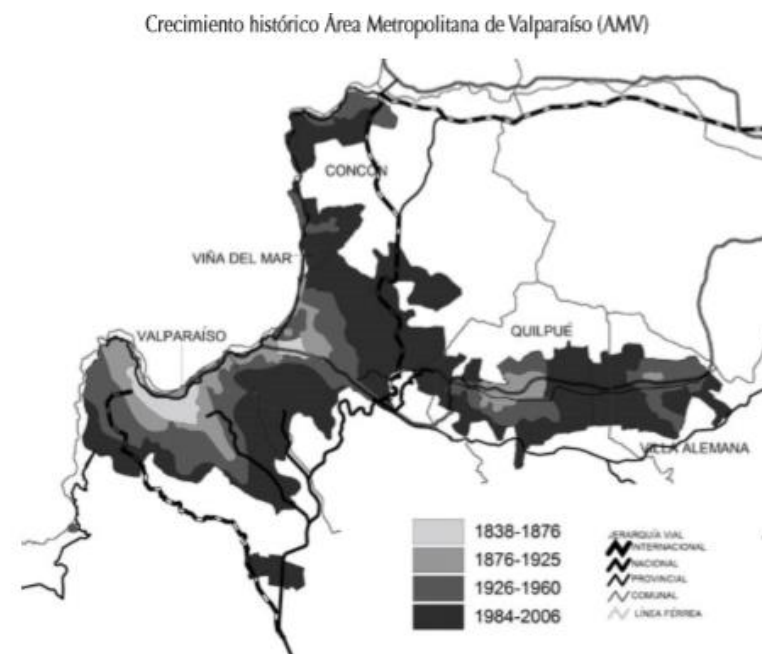 Crecimiento histórico Área Metropolitana de Valparaíso (AMV)
CONCÓN
VIÑA DEL MAR
VALPARAÍSO
QUILPUÉ
VILLA ALEMANA
1838-1876
1876-1925
1926-1960
1984-2006
JERARQUÍA VIAL
INTERNACIONAL
NACIONAL
PROVINCIAL
COMUNAL
LÍNEA FÉRREA